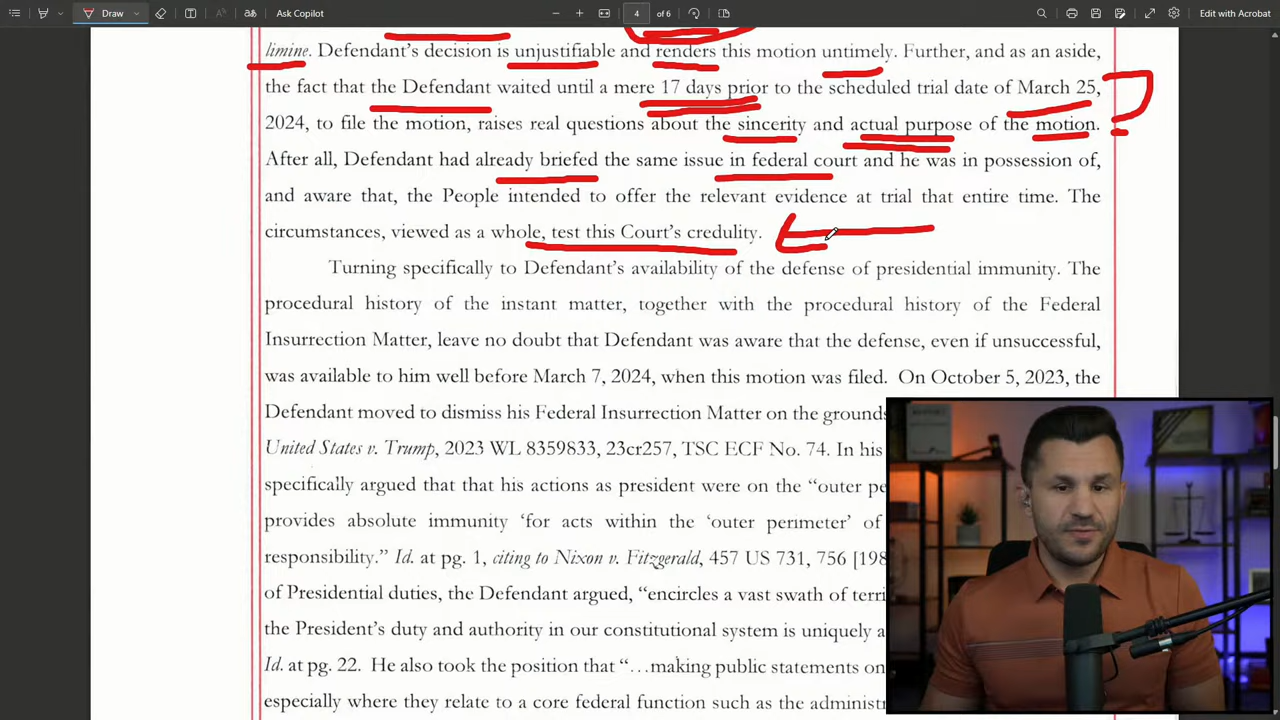 Draw
Ask Copilot
4 of 6
Edit with Acrobat
limine. Defendant's decision is unjustifiable and renders this motion untimely. Further, and as an aside,
the fact that the Defendant waited until a mere 17 days prior to the scheduled trial date of March 25,
2024, to file the motion, raises real questions about the sincerity and actual purpose of the motion.
After all, Defendant had already briefed the same issue in federal court and he was in possession of,
and aware that, the People intended to offer the relevant evidence at trial that entire time. The
circumstances, viewed as a whole, test this Court's credulity.
Turning specifically to Defendant's availability of the defense of presidential immunity. The
procedural history of the instant matter, together with the procedural history of the Federal
Insurrection Matter, leave no doubt that Defendant was aware that the defense, even if unsuccessful,
was available to him well before March 7, 2024, when this motion was filed. On October 5, 2023, the
Defendant moved to dismiss his Federal Insurrection Matter on the grounds
United States v. Trump, 2023 WL 8359833, 23cr257, TSC ECF No. 74. In his
specifically argued that that his actions as president were on the "outer pe
provides absolute immunity 'for acts within the 'outer perimeter' of
responsibility." Id. at pg. 1, citing to Nixon v. Fitzgerald, 457 US 731, 756 [198
of Presidential duties, the Defendant argued, "encircles a vast swath of terri
the President's duty and authority in our constitutional system is uniquely a
Id. at pg. 22. He also took the position that "…making public statements on
especially where they relate to a core federal function such as the administr